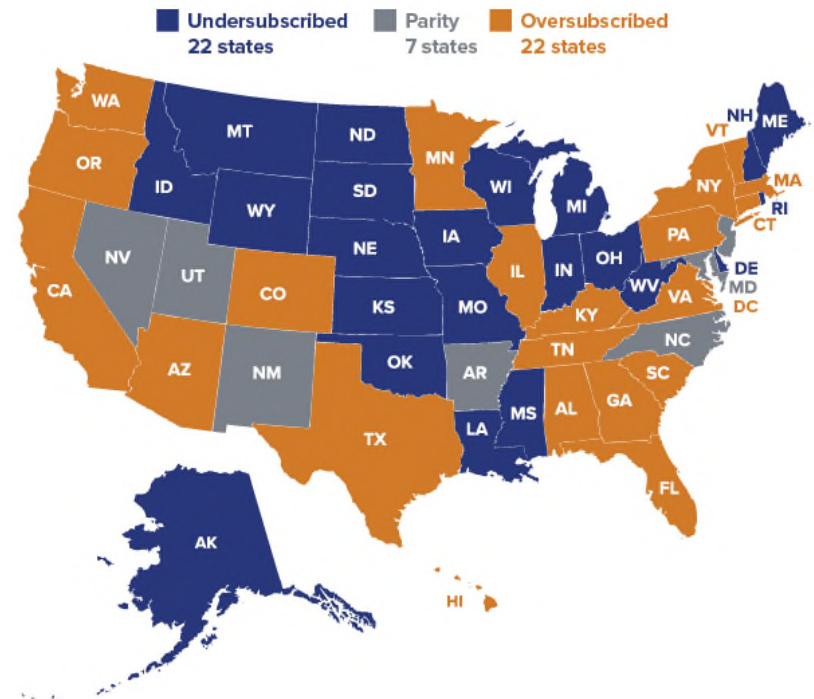 Undersubscribed
22 states
Parity
7 states
Oversubscribed
22 states
WA
MT
ND
MN
OR
ID
SD
WI
WY
MI
VT
NH
ME
NY
MA
RI
CT
PA
NV
UT
CA
CO
NE
IA
IL
IN
OH
WV
VA
DE
MD
DC
KS
MO
KY
AZ
NM
OK
AR
TN
NC
SC
TX
LA
MS
AL
GA
FL
AK
HI